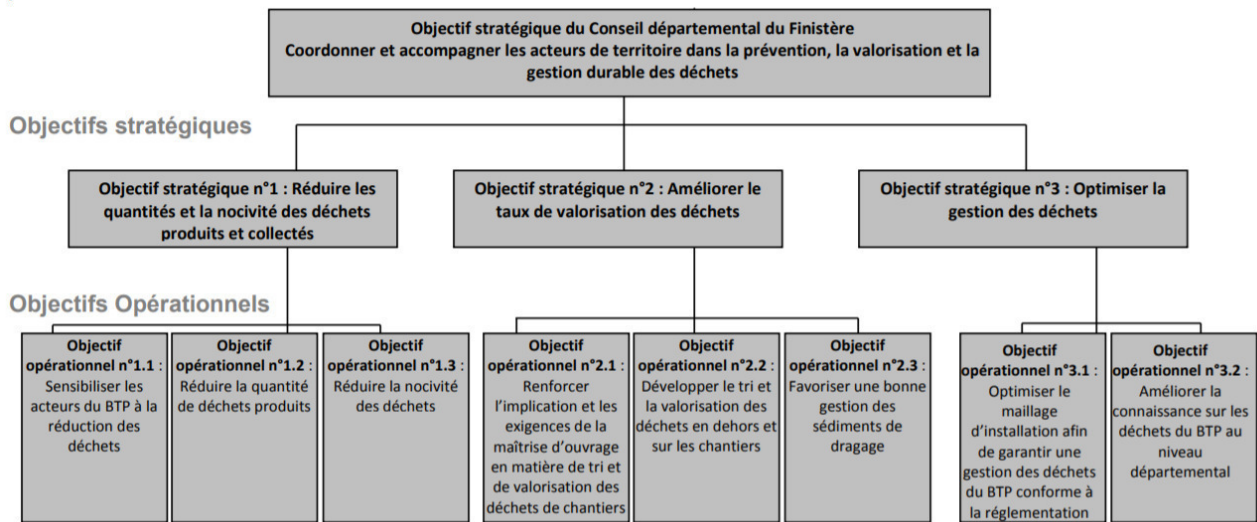 Objectif stratégique du Conseil départemental du Finistère
Coordonner et accompagner les acteurs de territoire dans la prévention, la valorisation et la
gestion durable des déchets
Objectifs stratégiques
Objectif stratégique n°1 : Réduire les
quantités et la nocivité des déchets
produits et collectés
Objectif stratégique n°2 : Améliorer le
taux de valorisation des déchets
Objectif stratégique n°3 : Optimiser la
gestion des déchets
Objectifs Opérationnels
Objectif
opérationnel n°1.1 :
Sensibiliser les
acteurs du BTP à la
réduction des
déchets
Objectif
opérationnel n°1.2 :
Réduire la quantité
de déchets produits
Objectif
opérationnel n°1.3 :
Réduire la nocivité
des déchets
Objectif
opérationnel n°2.1 :
Renforcer
l'implication et les
exigences de la
maîtrise d'ouvrage
en matière de tri et
de valorisation des
déchets de chantiers
Objectif
opérationnel n°2.2 :
Développer le tri et
la valorisation des
déchets en dehors et
sur les chantiers
Objectif
opérationnel n°2.3 :
Favoriser une bonne
gestion des
sédiments de
dragage
Objectif
opérationnel n°3.1 :
Optimiser le
maillage
d'installation afin
de garantir une
gestion des déchets
du BTP conforme à
la réglementation
Objectif
opérationnel n°3.2 :
Améliorer la
connaissance sur les
déchets du BTP au
niveau
départemental